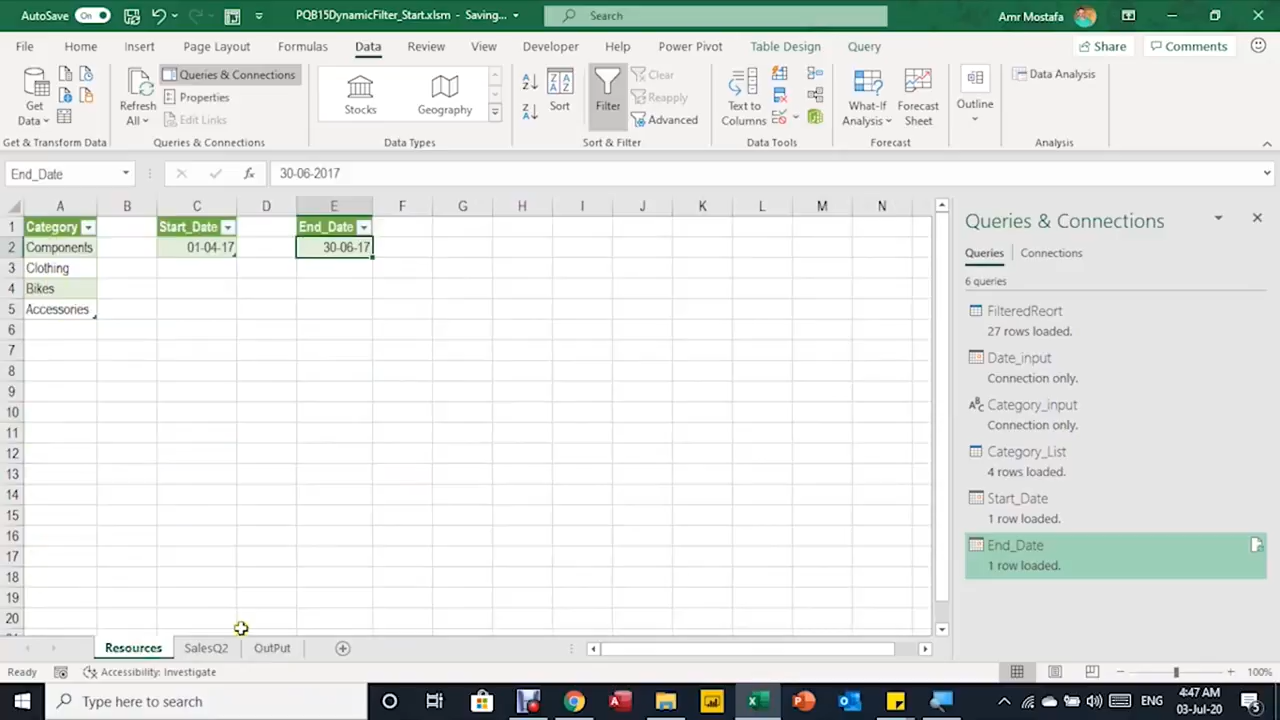 AutoSave On PQB15DynamicFilter_Start.xlsm - Saving... Search Amr Mostafa
File Home Insert Page Layout Formulas Data Review View Developer Help Power Pivot Table Design Query Share Comments
Get Data
Refresh All
Queries & Connections
Properties
Edit Links
Stocks
Geography
Sort
Filter
Clear
Reapply
Advanced
Text to Columns
What-If Analysis
Forecast Sheet
Outline
Data Analysis
Get & Transform Data Queries & Connections Data Types Sort & Filter Data Tools Forecast Analysis
End_Date fx 30-06-2017
A B C D E F G H I J K L M N
1 Category Start_Date End_Date
2 Components 01-04-17 30-06-17
3 Clothing
4 Bikes
5 Accessories
6
7
8
9
10
11
12
13
14
15
16
17
18
19
20
Queries & Connections
Queries Connections
6 queries
FilteredReort
27 rows loaded.
Date_input
Connection only.
ABC Category_input
Connection only.
Category_List
4 rows loaded.
Start_Date
1 row loaded.
End_Date
1 row loaded.
Resources SalesQ2 OutPut
Ready Accessibility: Investigate 100%
Type here to search ENG 4:47 AM
03-Jul-20 5